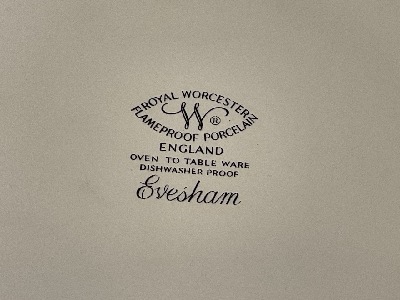 ROYAL WORCESTER
W ®
FLAMEPROOF PORCELAIN
ENGLAND
OVEN TO TABLE WARE
DISHWASHER PROOF
Evesham